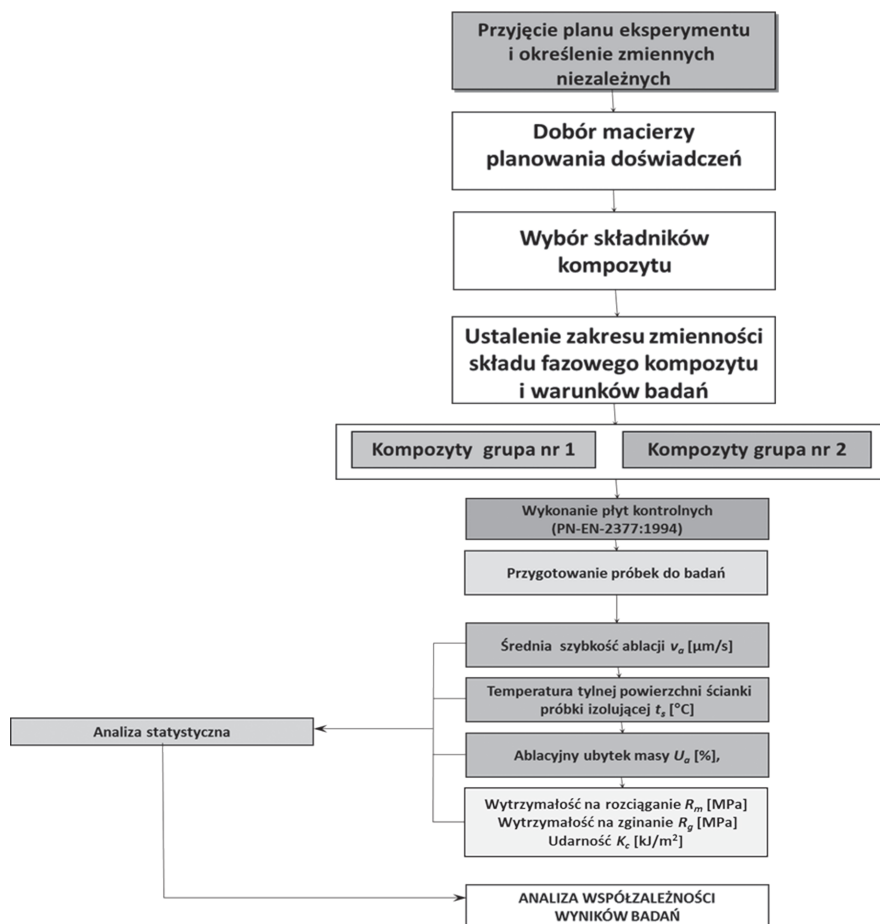 Przyjęcie planu eksperymentu
i określenie zmiennych
niezależnych
Dobór macierzy
planowania doświadczeń
Wybór składników
kompozytu
Ustalenie zakresu zmienności
składu fazowego kompozytu
i warunków badań
Kompozyty grupa nr 1
Kompozyty grupa nr 2
Wykonanie płyt kontrolnych
(PN-EN-2377:1994)
Przygotowanie próbek do badań
Średnia szybkość ablacji va [µm/s]
Temperatura tylnej powierzchni ścianki
próbki izolującej ts [°C]
Analiza statystyczna
Ablacyjny ubytek masy Ua [%],
Wytrzymałość na rozciąganie Rm [MPa]
Wytrzymałość na zginanie Rg [MPa]
Udarność Kc [kJ/m²]
ANALIZA WSPÓŁZALEŻNOŚCI
WYNIKÓW BADAŃ